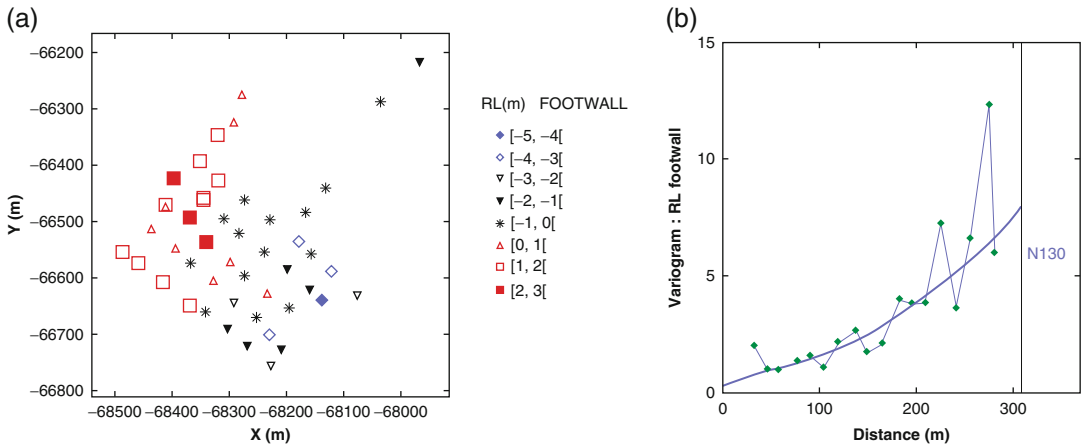 (a)
−66200
−66300
−66400
−66500
−66600
−66700
−66800
Y (m)
−68500 −68400 −68300 −68200 −68100 −68000
X (m)
RL(m) FOOTWALL
[−5, −4[
[−4, −3[
[−3, −2[
[−2, −1[
[−1, 0[
[0, 1[
[1, 2[
[2, 3[
(b)
15
10
5
0
Variogram : RL footwall
0 100 200 300
Distance (m)
N130